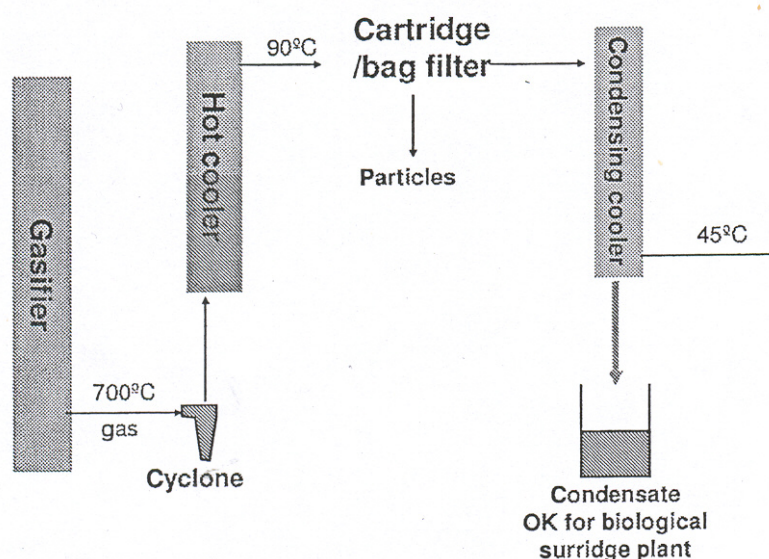 Gasifier
700ºC
gas
Cyclone
Hot cooler
90ºC
Cartridge
/bag filter
Particles
Condensing cooler
45ºC
Condensate
OK for biological
surridge plant